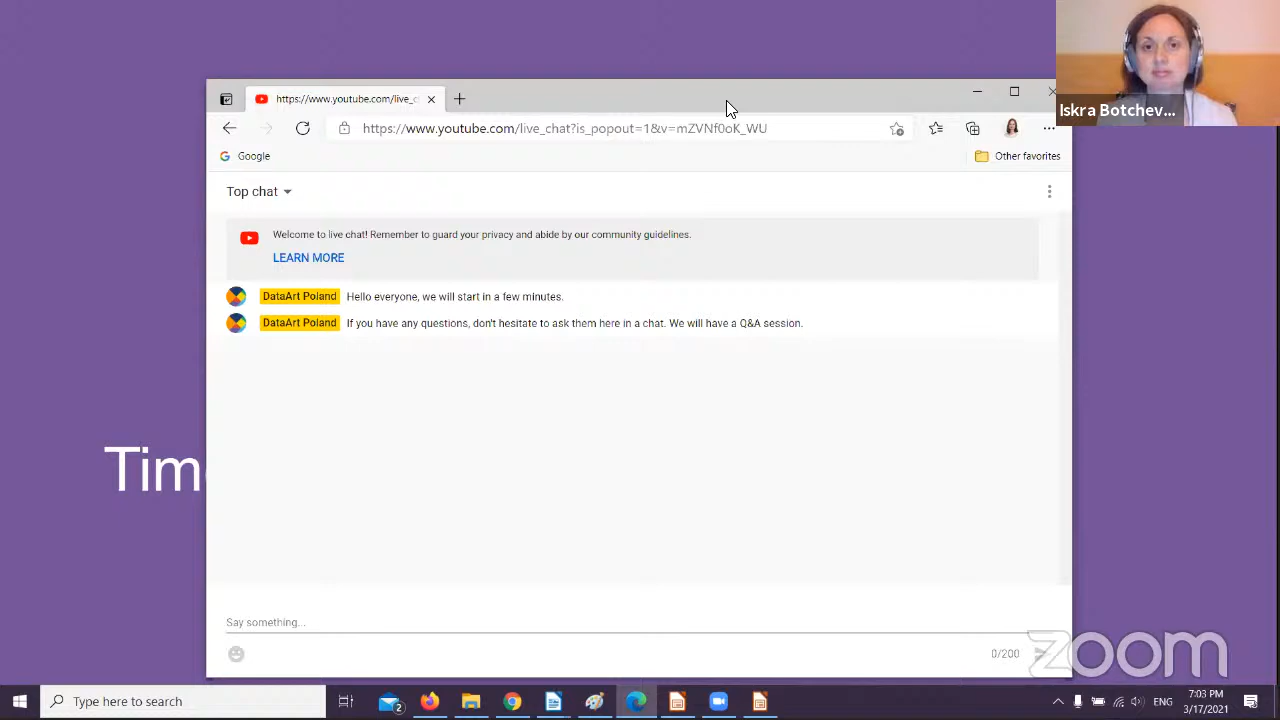 https://www.youtube.com/live_c
https://www.youtube.com/live_chat?is_popout=1&v=mZVNf0oK_WU
Google
Other favorites
Iskra Botchev...
Top chat
Welcome to live chat! Remember to guard your privacy and abide by our community guidelines.
LEARN MORE
DataArt Poland Hello everyone, we will start in a few minutes.
DataArt Poland If you have any questions, don't hesitate to ask them here in a chat. We will have a Q&A session.
Say something...
0/200
zoom
Type here to search
2
ENG
7:03 PM
3/17/2021